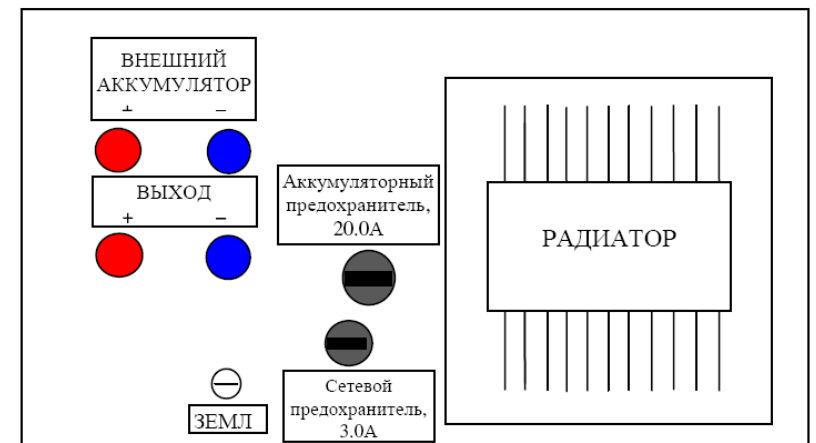 ВНЕШНИЙ
АККУМУЛЯТОР
+ –
ВЫХОД
+ –
Аккумуляторный
предохранитель,
20.0А
РАДИАТОР
Сетевой
предохранитель,
3.0А
ЗЕМЛ